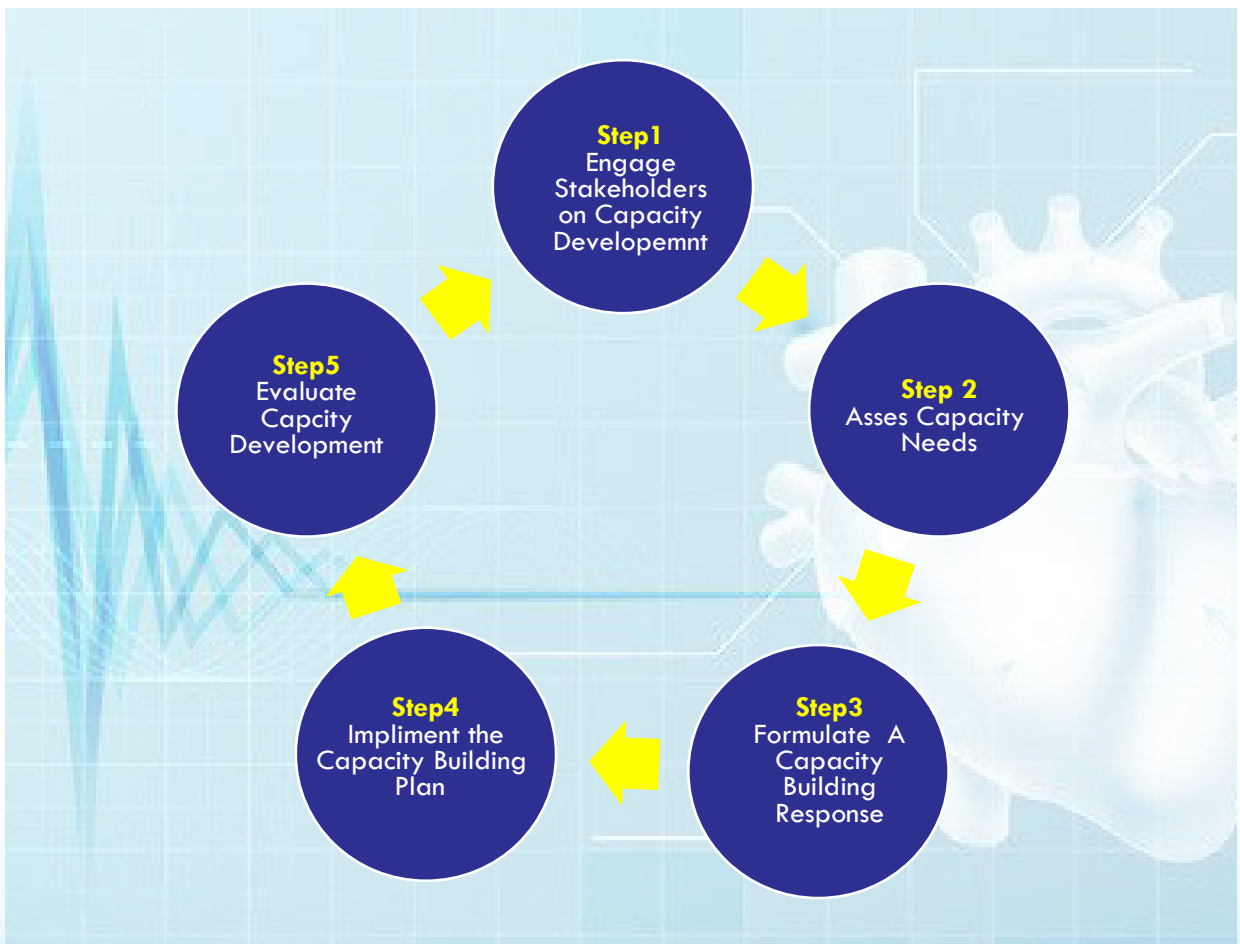 Step1
Engage
Stakeholders
on Capacity
Developemnt
Step 2
Asses Capacity
Needs
Step3
Formulate A
Capacity
Building
Response
Step4
Impliment the
Capacity Building
Plan
Step5
Evaluate
Capcity
Development